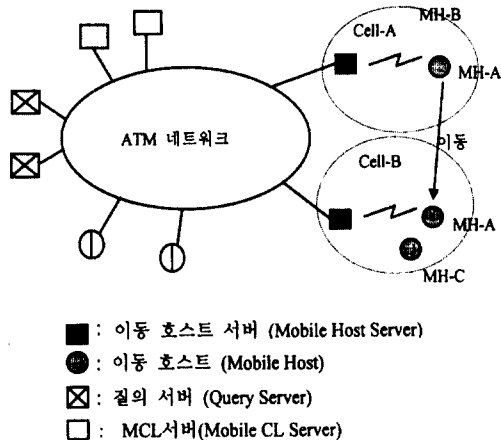 Cell-A
MH-B
MH-A
ATM 네트워크
이동
Cell-B
MH-A
MH-C
: 이동 호스트 서버 (Mobile Host Server)
: 이동 호스트 (Mobile Host)
: 질의 서버 (Query Server)
: MCL서버(Mobile CL Server)